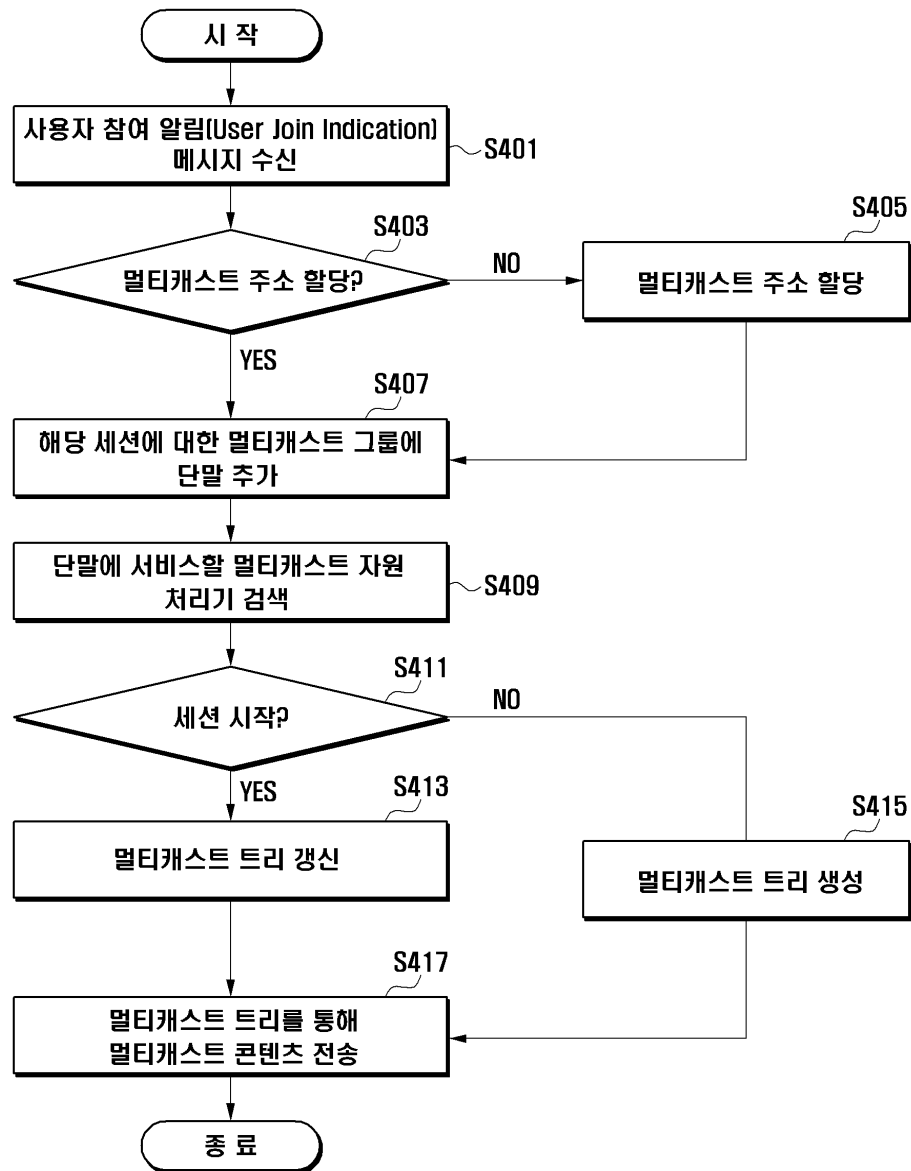 시 작
사용자 참여 알림(User Join Indication)
메시지 수신
S401
S403
멀티캐스트 주소 할당?
NO
S405
멀티캐스트 주소 할당
YES
S407
해당 세션에 대한 멀티캐스트 그룹에
단말 추가
단말에 서비스할 멀티캐스트 자원
처리기 검색
S409
S411
세션 시작?
NO
YES
S413
멀티캐스트 트리 갱신
S415
멀티캐스트 트리 생성
S417
멀티캐스트 트리를 통해
멀티캐스트 콘텐츠 전송
종 료